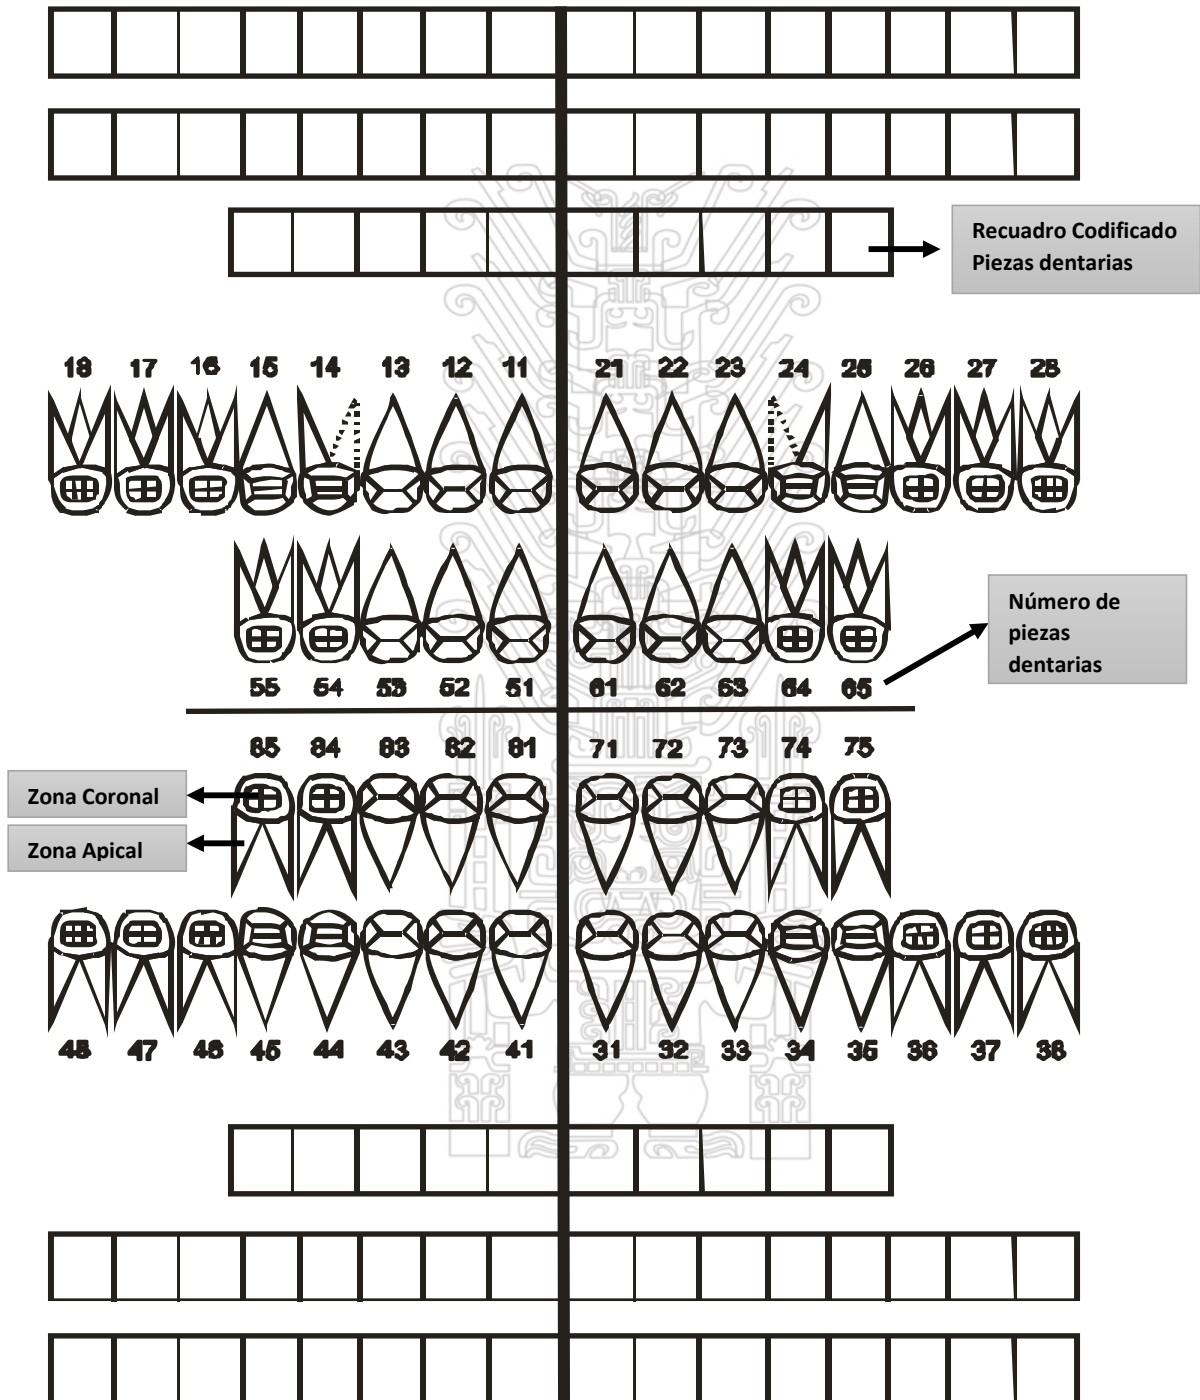 Recuadro Codificado
Piezas dentarias
18 17 16 15 14 13 12 11 21 22 23 24 25 26 27 28
Número de
piezas
dentarias
55 54 53 52 51 61 62 63 64 65
85 84 83 82 81 71 72 73 74 75
Zona Coronal
Zona Apical
48 47 46 45 44 43 42 41 31 32 33 34 35 36 37 38